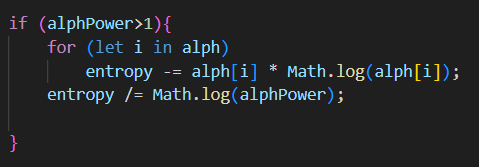 if (alphPower>1){
    for (let i in alph)
        entropy -= alph[i] * Math.log(alph[i]);
    entropy /= Math.log(alphPower);
}